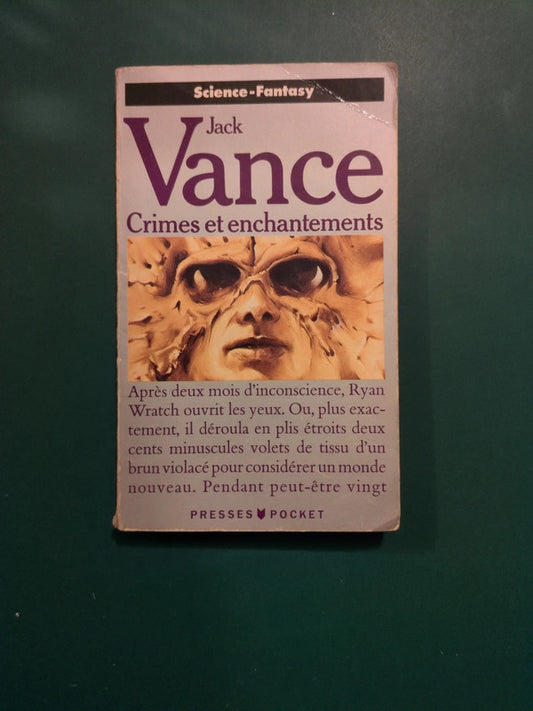 Science-Fantasy
Jack
Vance
Crimes et enchantements
Après deux mois d'inconscience, Ryan
Wratch ouvrit les yeux. Ou, plus exac-
tement, il déroula en plis étroits deux
cents minuscules volets de tissu d'un
brun violacé pour considérer un monde
nouveau. Pendant peut-être vingt
PRESSES POCKET